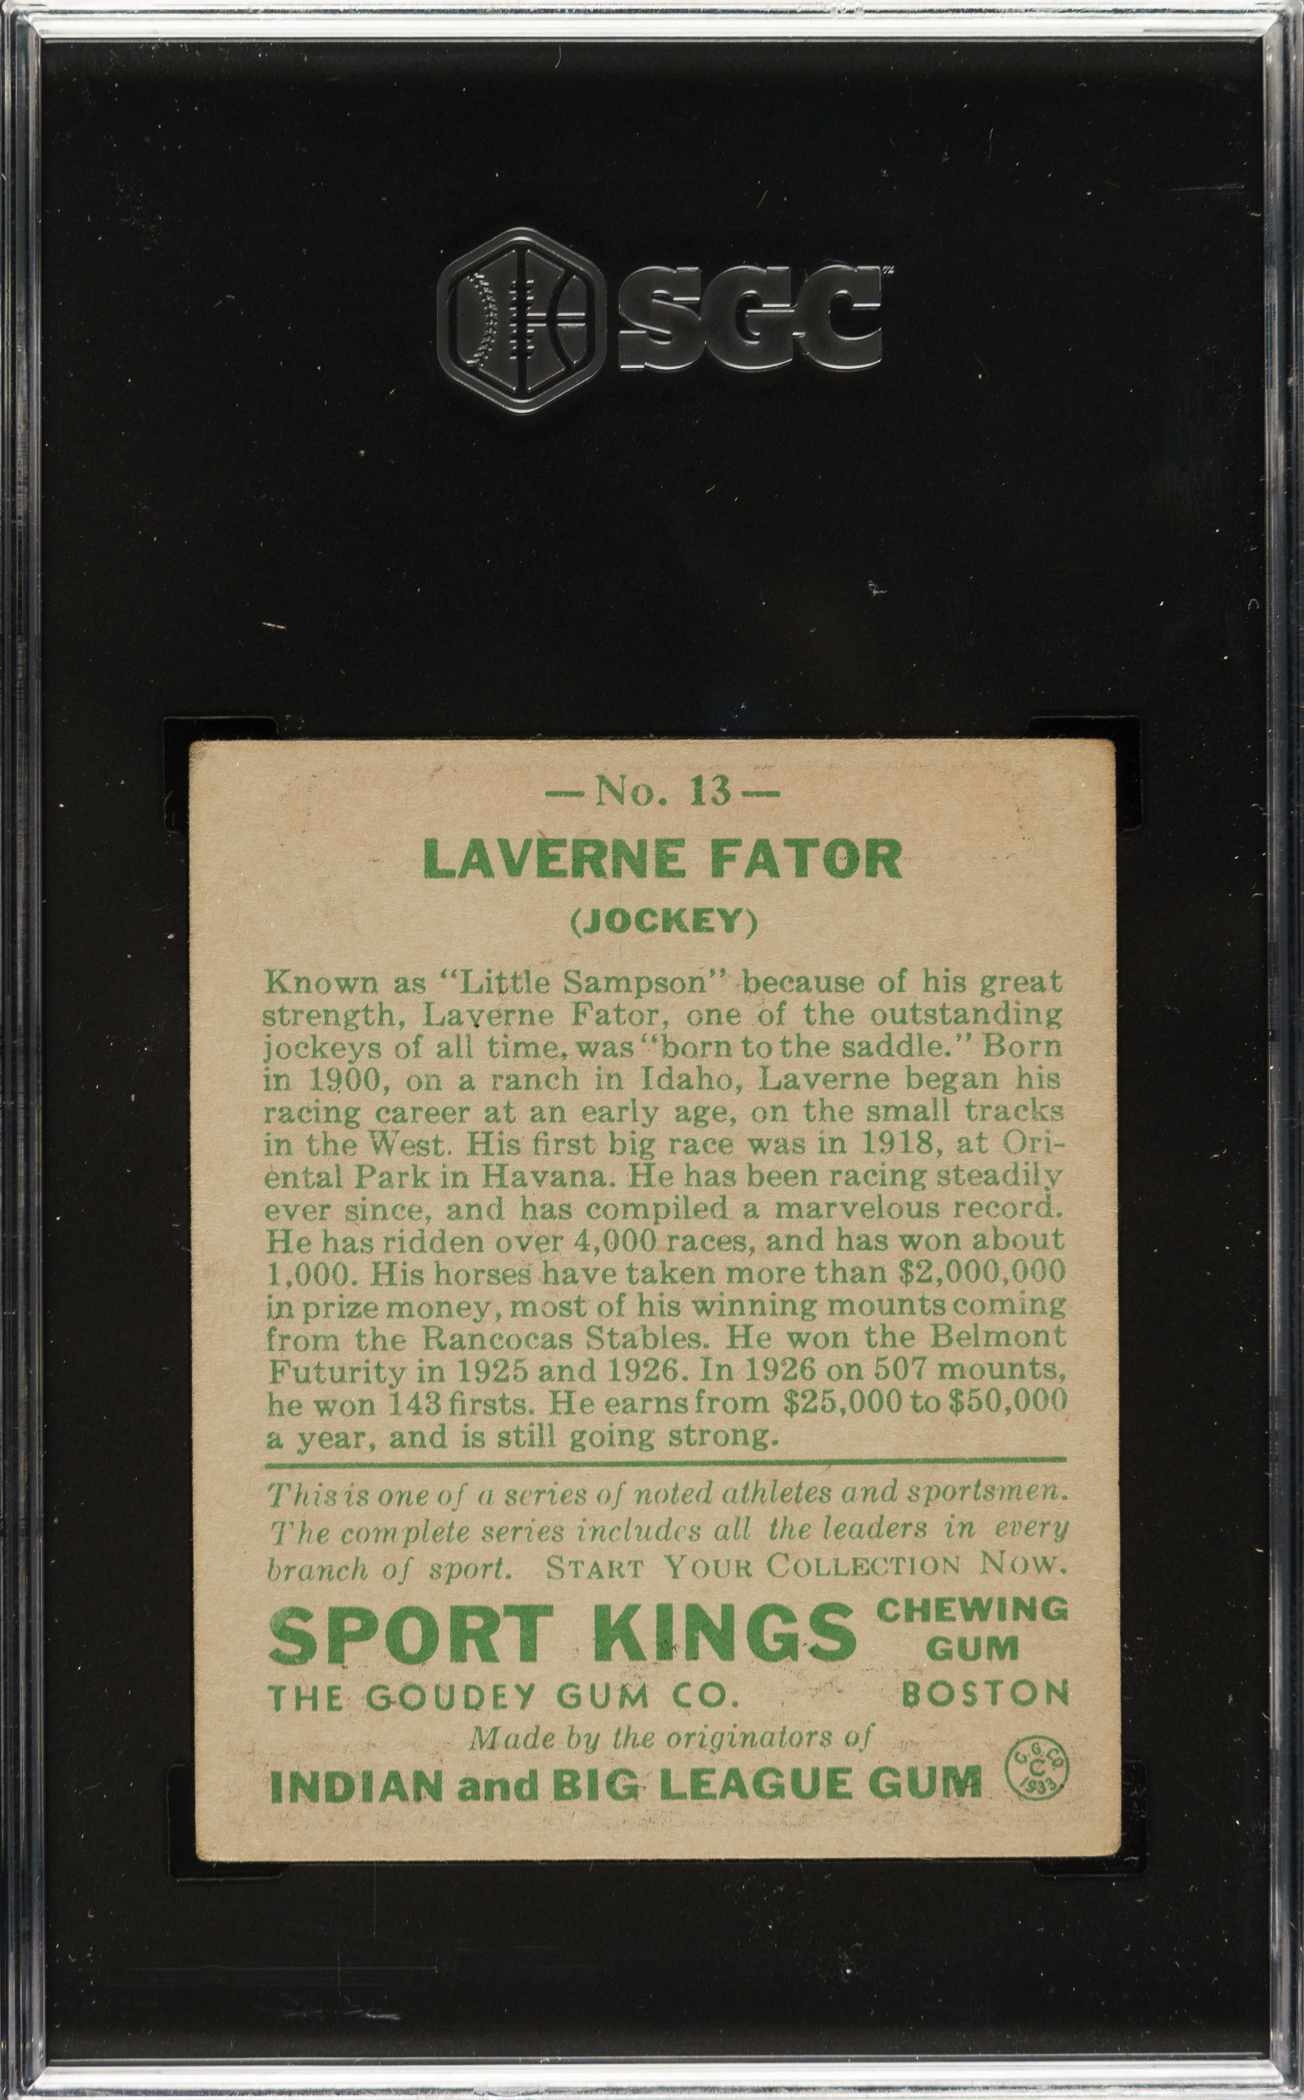 SGC
—No. 13—
LAVERNE FATOR
(JOCKEY)
Known as “Little Sampson” because of his great
strength, Laverne Fator, one of the outstanding
jockeys of all time, was “born to the saddle.” Born
in 1900, on a ranch in Idaho, Laverne began his
racing career at an early age, on the small tracks
in the West. His first big race was in 1918, at Ori-
ental Park in Havana. He has been racing steadily
ever since, and has compiled a marvelous record.
He has ridden over 4,000 races, and has won about
1,000. His horses have taken more than $2,000,000
in prize money, most of his winning mounts coming
from the Rancocas Stables. He won the Belmont
Futurity in 1925 and 1926. In 1926 on 507 mounts,
he won 143 firsts. He earns from $25,000 to $50,000
a year, and is still going strong.
This is one of a series of noted athletes and sportsmen.
The complete series includes all the leaders in every
branch of sport. START YOUR COLLECTION NOW.
SPORT KINGS CHEWING
GUM
THE GOUDEY GUM CO. BOSTON
Made by the originators of
INDIAN and BIG LEAGUE GUM
G.G.CO.
C
1933